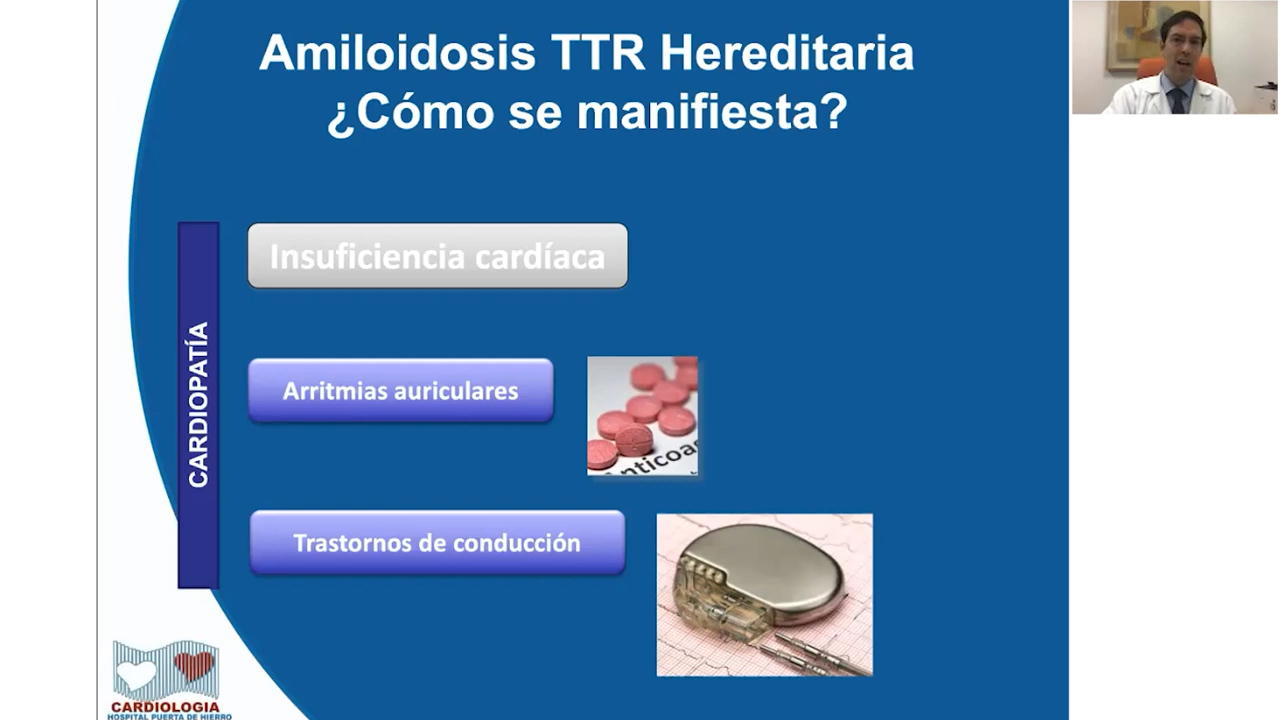 Amiloidosis TTR Hereditaria
¿Cómo se manifiesta?
CARDIOPATÍA
Insuficiencia cardíaca
Arritmias auriculares
Trastornos de conducción
CARDIOLOGIA
HOSPITAL PUERTA DE HIERRO